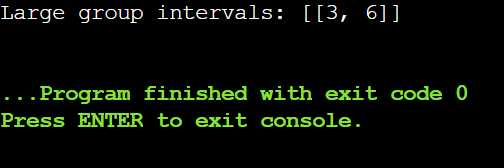 Large group intervals: [[3, 6]]
...Program finished with exit code 0
Press ENTER to exit console.